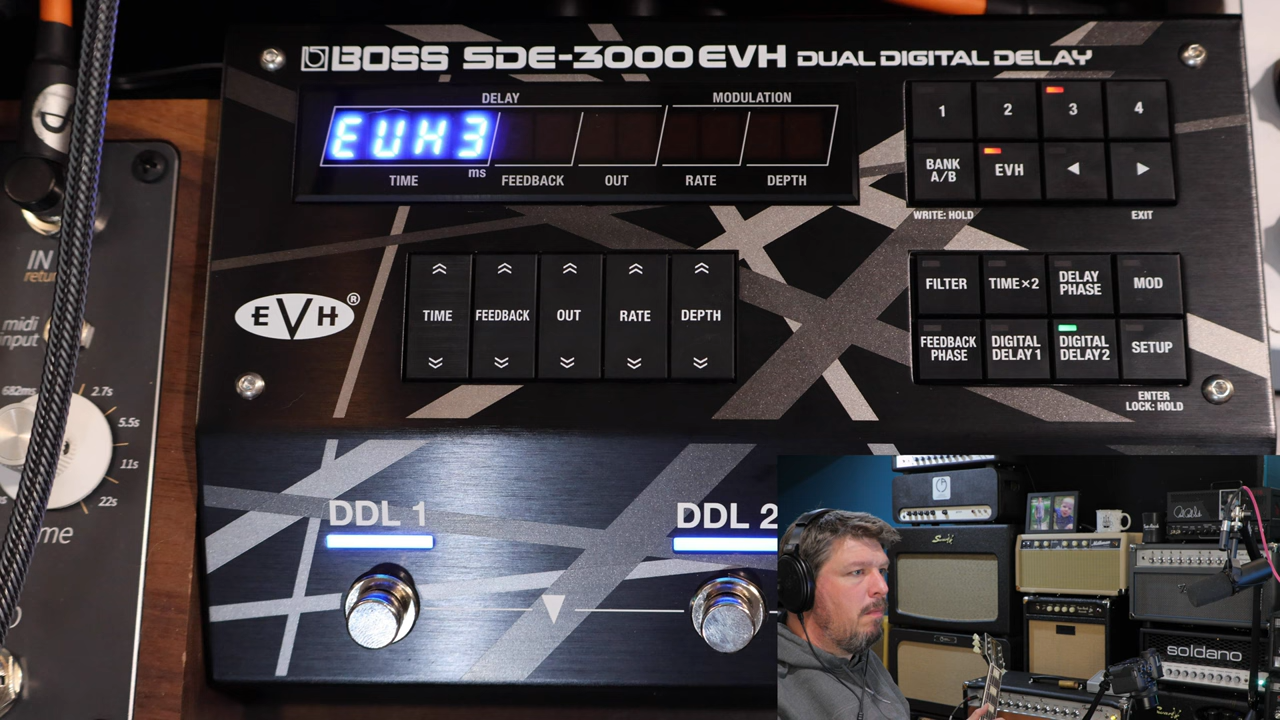 BOSS SDE-3000 EVH DUAL DIGITAL DELAY
DELAY
MODULATION
EVH3
ms
TIME
FEEDBACK
OUT
RATE
DEPTH
1
2
3
4
BANK A/B
EVH
WRITE: HOLD
EXIT
EVH®
TIME
FEEDBACK
OUT
RATE
DEPTH
FILTER
TIME×2
DELAY PHASE
MOD
FEEDBACK PHASE
DIGITAL DELAY 1
DIGITAL DELAY 2
SETUP
ENTER
LOCK: HOLD
DDL 1
DDL 2
IN
midi
input
682ms
2.7s
5.5s
11s
22s
soldano